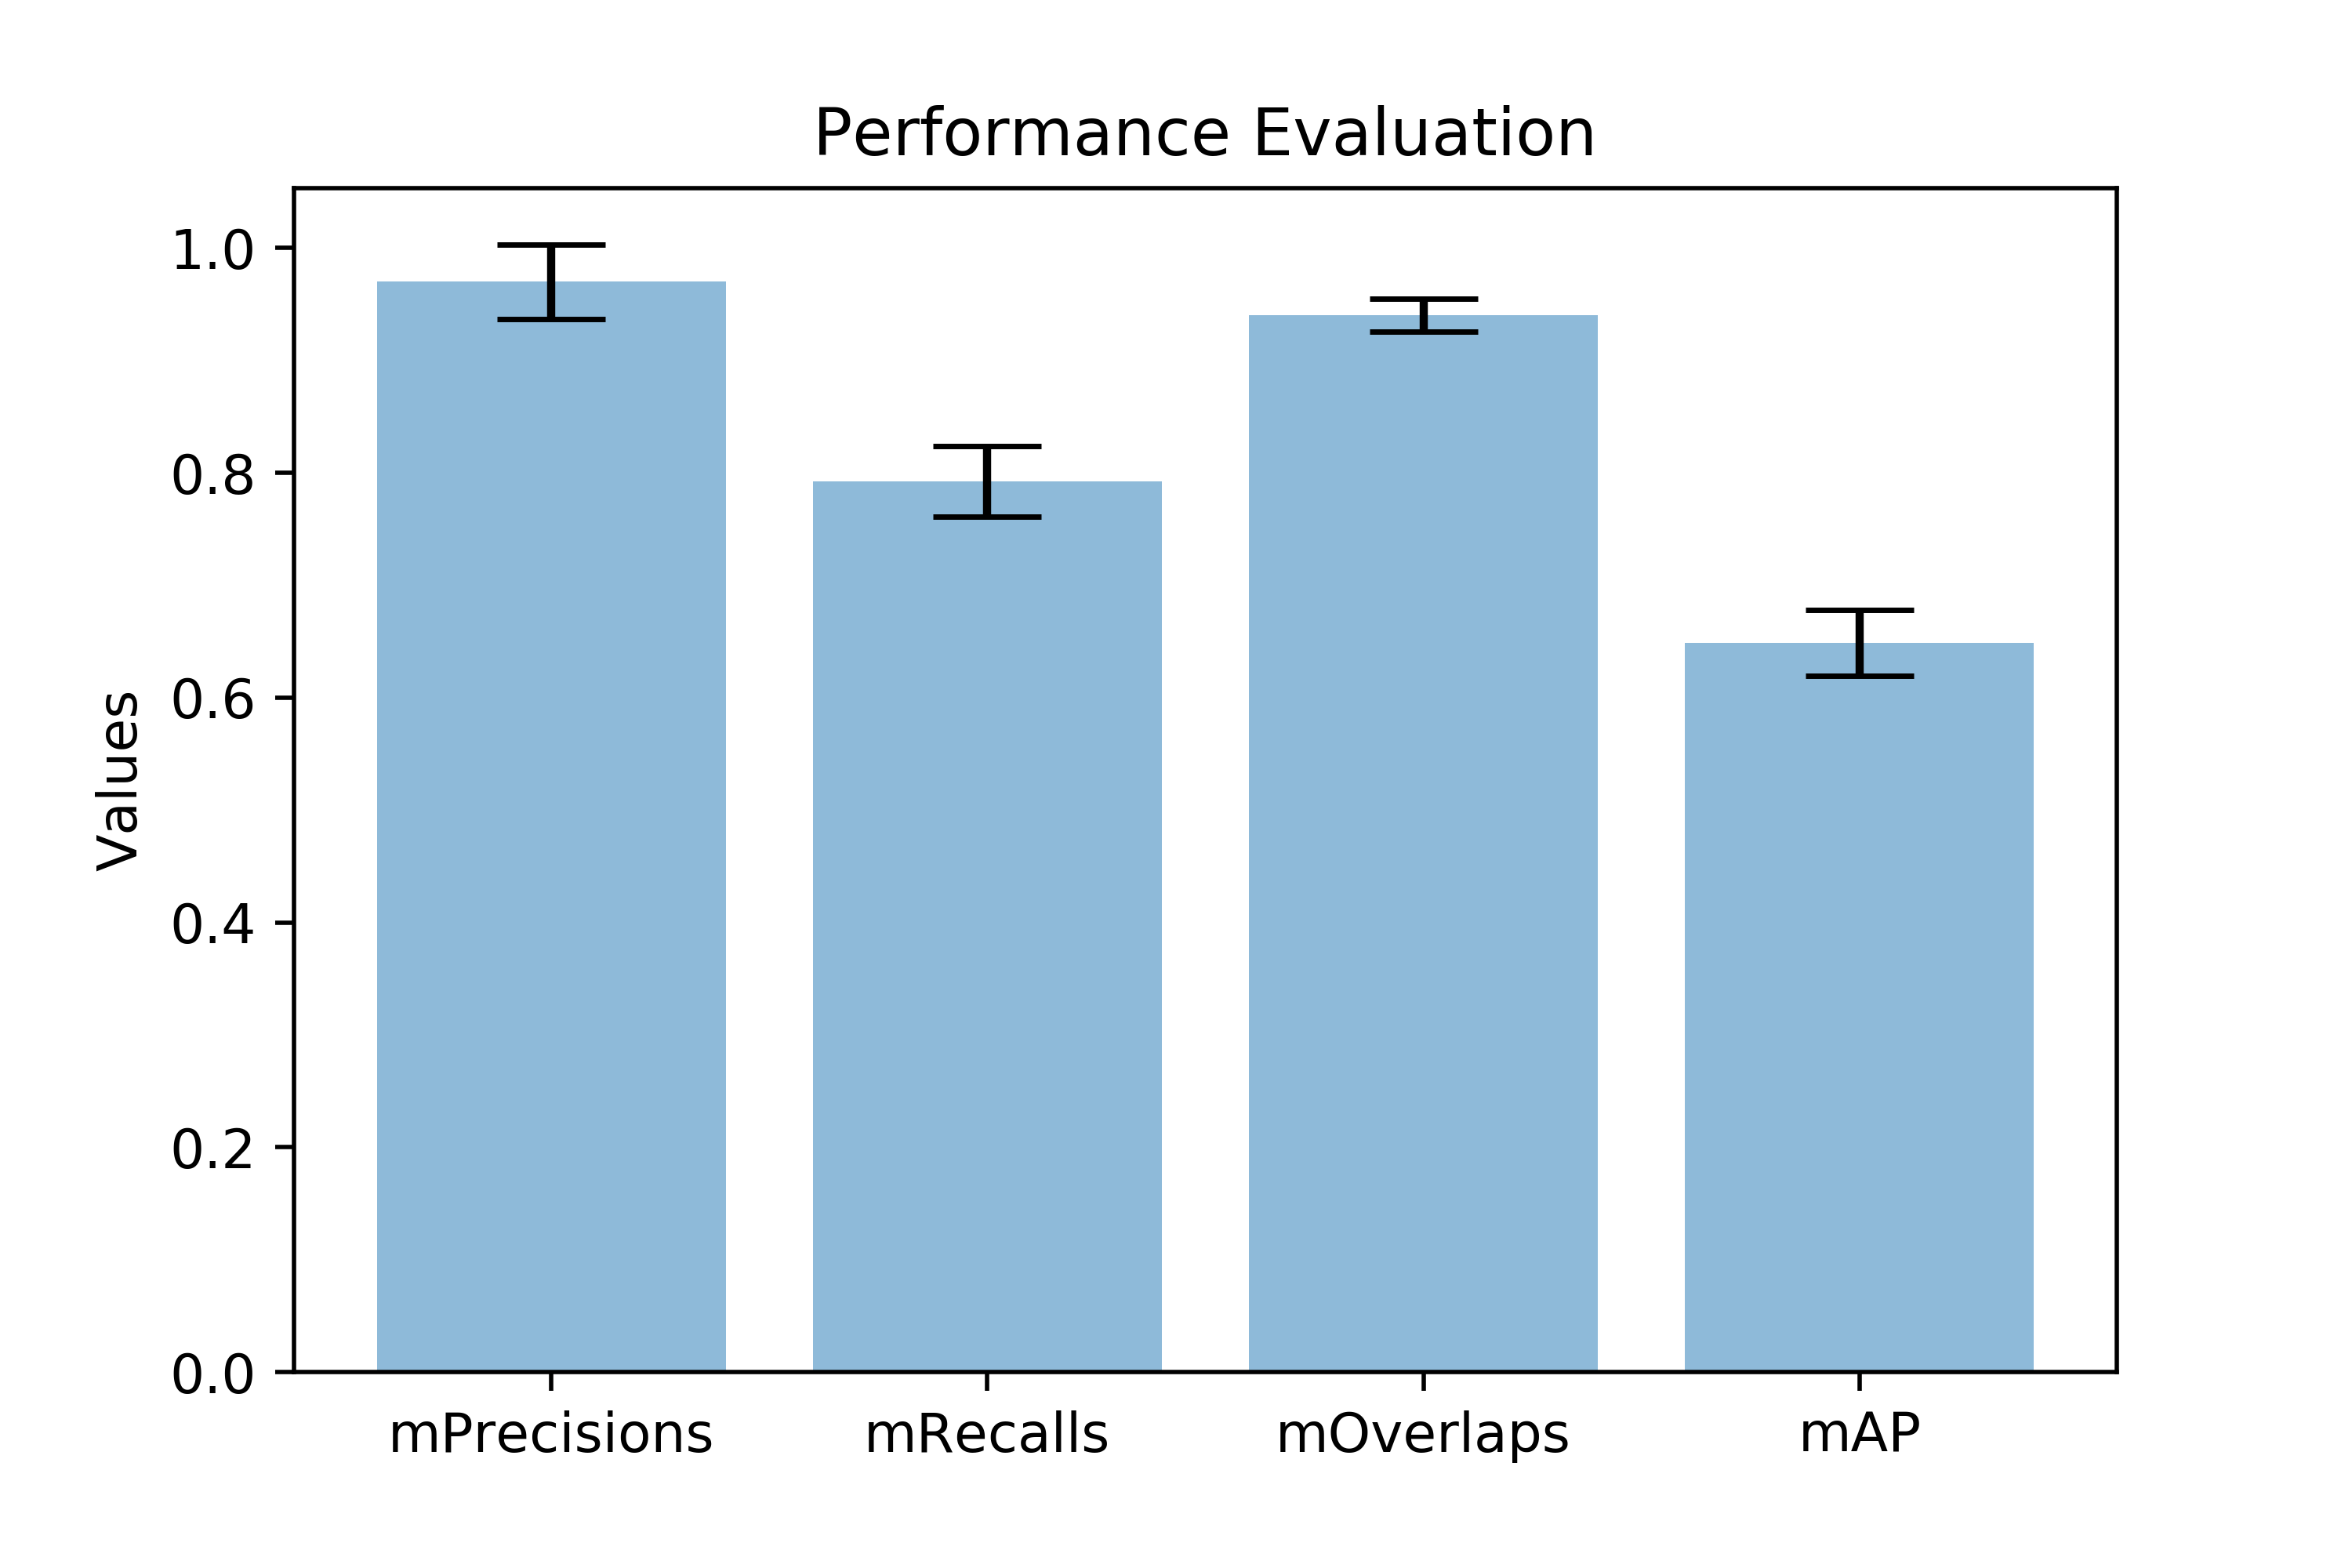 Performance Evaluation
1.0
0.8
0.6
0.4
0.2
0.0
Values
mPrecisions
mRecalls
mOverlaps
mAP